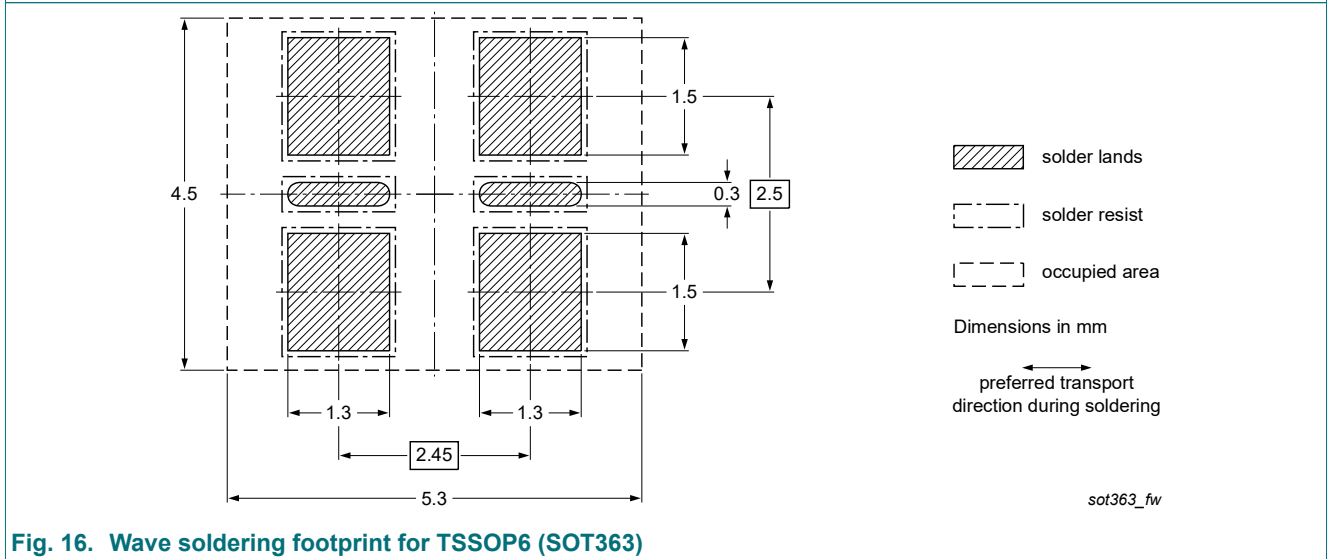 1.5
4.5
0.3
2.5
1.5
1.3
1.3
2.45
5.3
solder lands
solder resist
occupied area
Dimensions in mm
preferred transport
direction during soldering
sot363_fw
Fig. 16. Wave soldering footprint for TSSOP6 (SOT363)